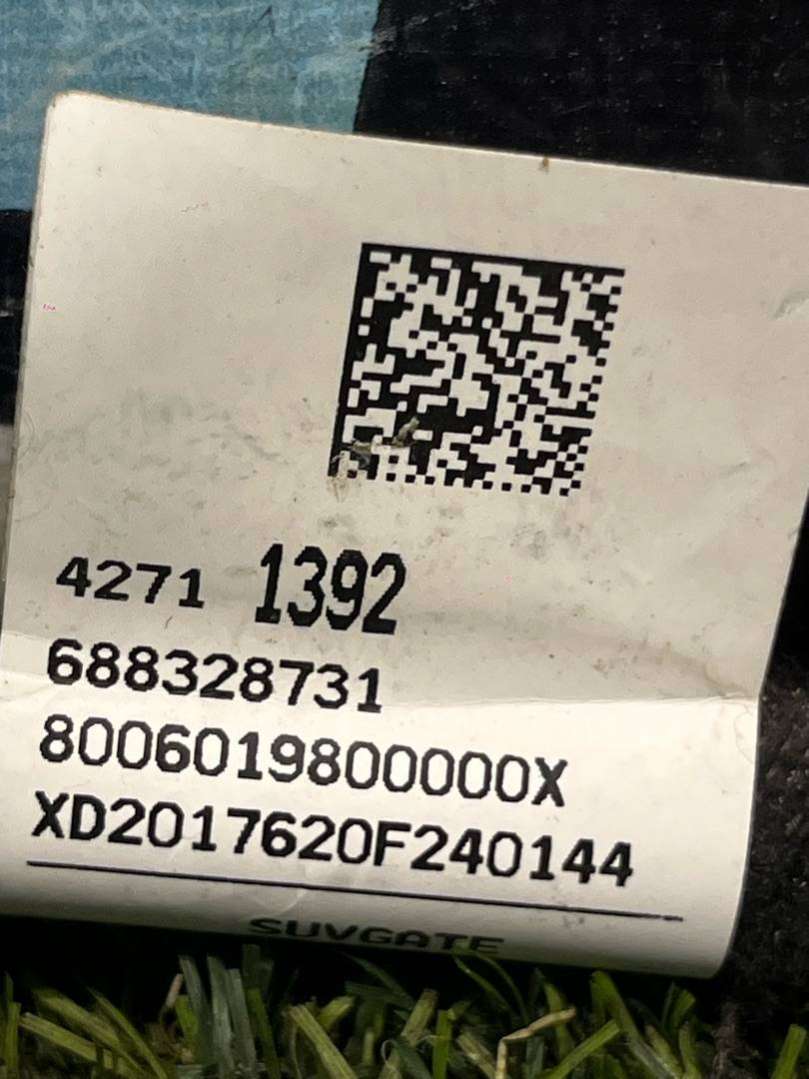 4271 1392
688328731
8006019800000X
XD2017620F240144
SUVGATE